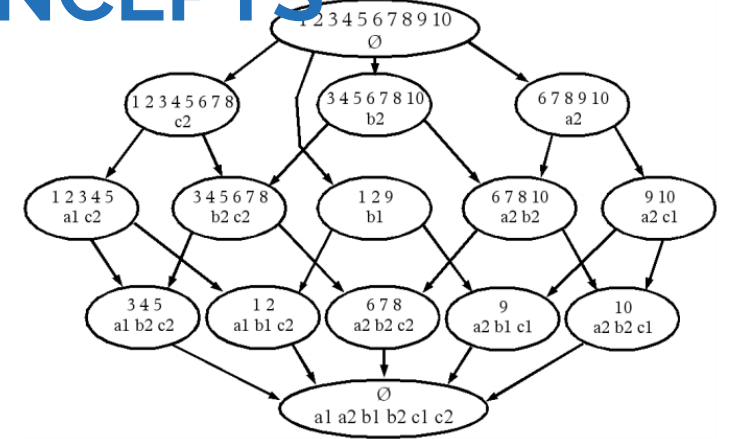 NCEPTS
1 2 3 4 5 6 7 8 9 10
Ø
1 2 3 4 5 6 7 8
c2
3 4 5 6 7 8 10
b2
6 7 8 9 10
a2
1 2 3 4 5
a1 c2
3 4 5 6 7 8
b2 c2
1 2 9
b1
6 7 8 10
a2 b2
9 10
a2 c1
3 4 5
a1 b2 c2
1 2
a1 b1 c2
6 7 8
a2 b2 c2
9
a2 b1 c1
10
a2 b2 c1
Ø
a1 a2 b1 b2 c1 c2